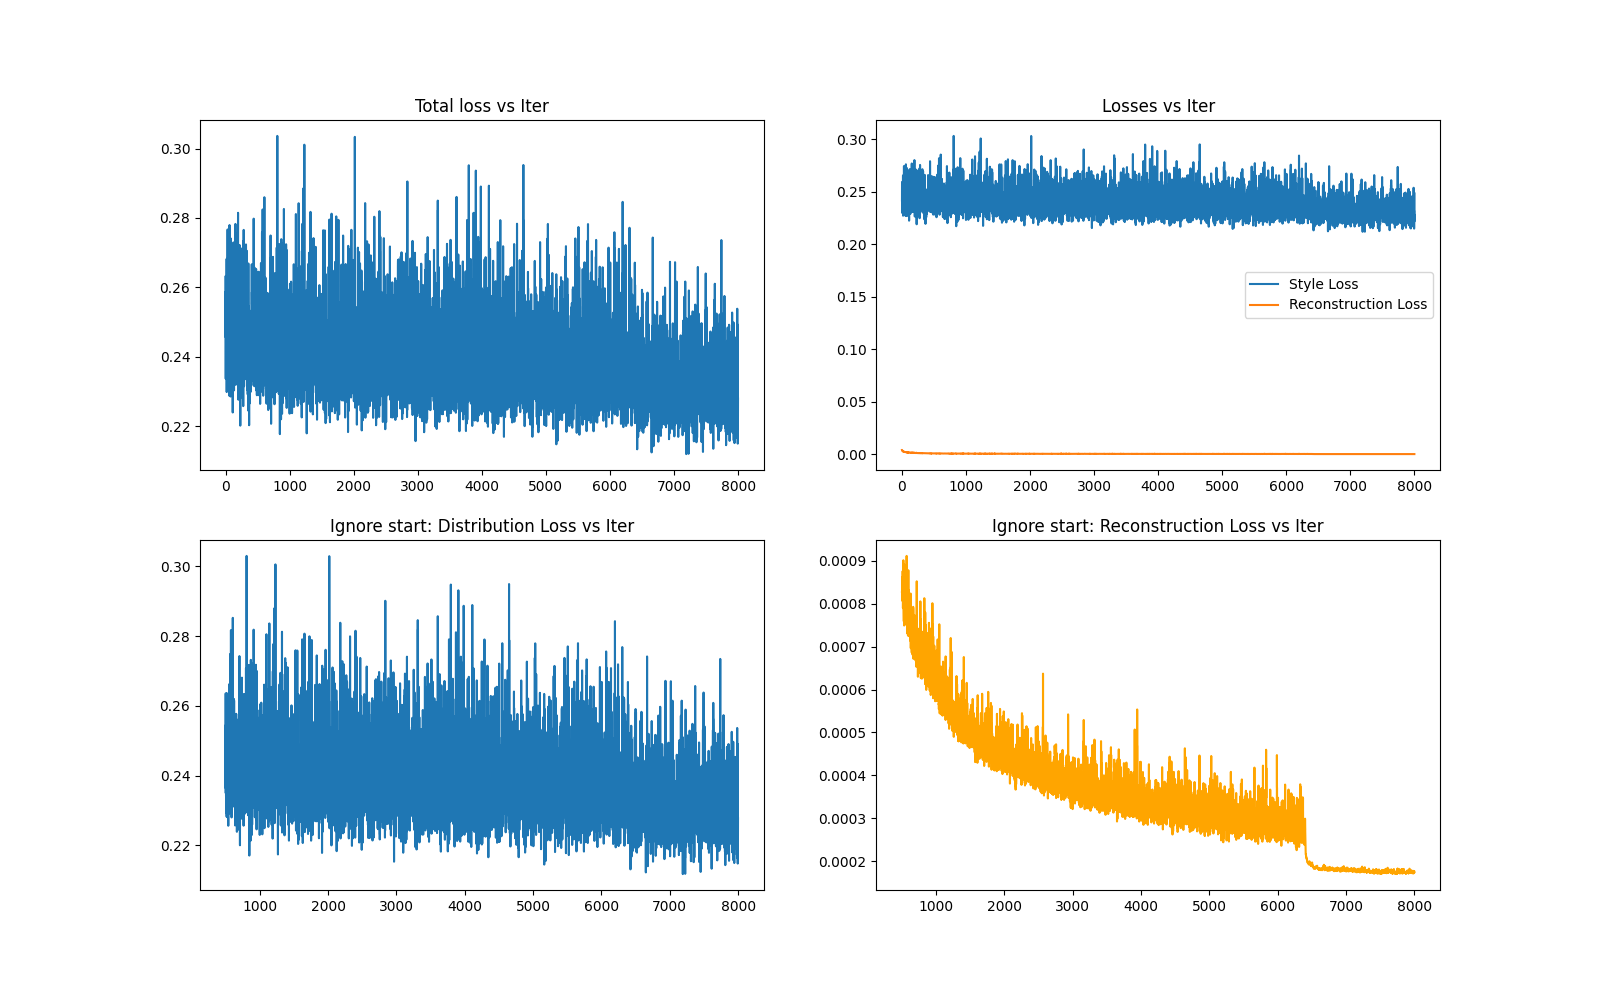 Total loss vs Iter
0.30
0.28
0.26
0.24
0.22
0 1000 2000 3000 4000 5000 6000 7000 8000
Losses vs Iter
0.30
0.25
0.20
0.15
0.10
0.05
0.00
Style Loss
Reconstruction Loss
0 1000 2000 3000 4000 5000 6000 7000 8000
Ignore start: Distribution Loss vs Iter
0.30
0.28
0.26
0.24
0.22
1000 2000 3000 4000 5000 6000 7000 8000
Ignore start: Reconstruction Loss vs Iter
0.0009
0.0008
0.0007
0.0006
0.0005
0.0004
0.0003
0.0002
1000 2000 3000 4000 5000 6000 7000 8000